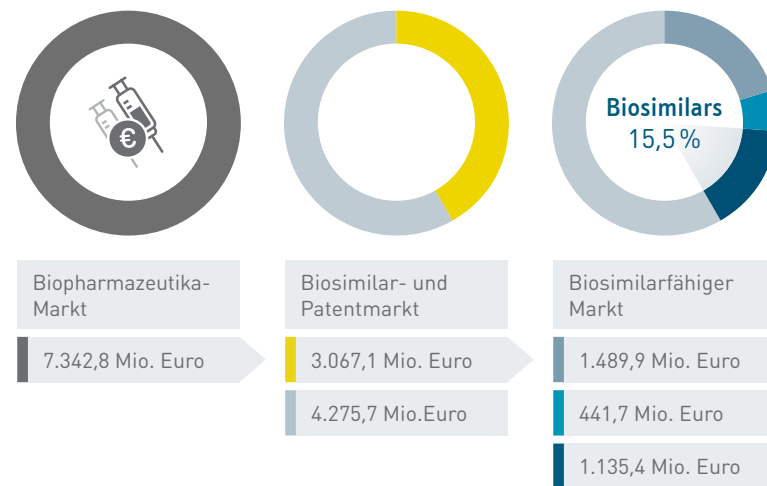 €
Biosimilars
15,5 %
Biopharmazeutika-
Markt
7.342,8 Mio. Euro
Biosimilar- und
Patentmarkt
3.067,1 Mio. Euro
4.275,7 Mio.Euro
Biosimilarfähiger
Markt
1.489,9 Mio. Euro
441,7 Mio. Euro
1.135,4 Mio. Euro